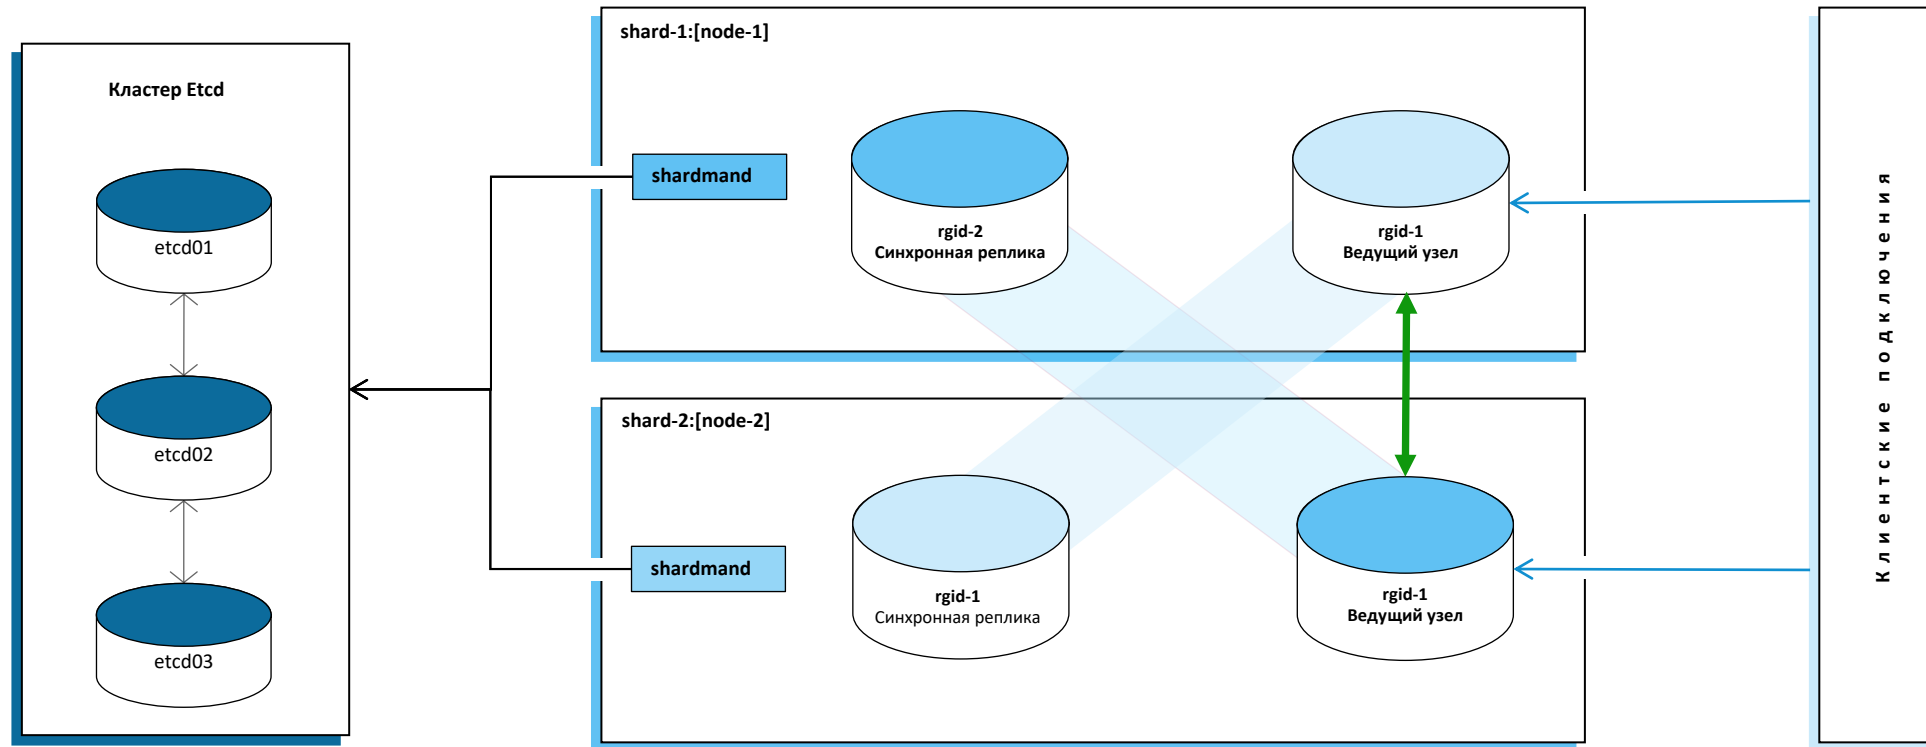 Кластер Etcd
etcd01
etcd02
etcd03
shard-1:[node-1]
shardmand
rgid-2
Синхронная реплика
rgid-1
Ведущий узел
shard-2:[node-2]
shardmand
rgid-1
Синхронная реплика
rgid-1
Ведущий узел
Клиентские подключения